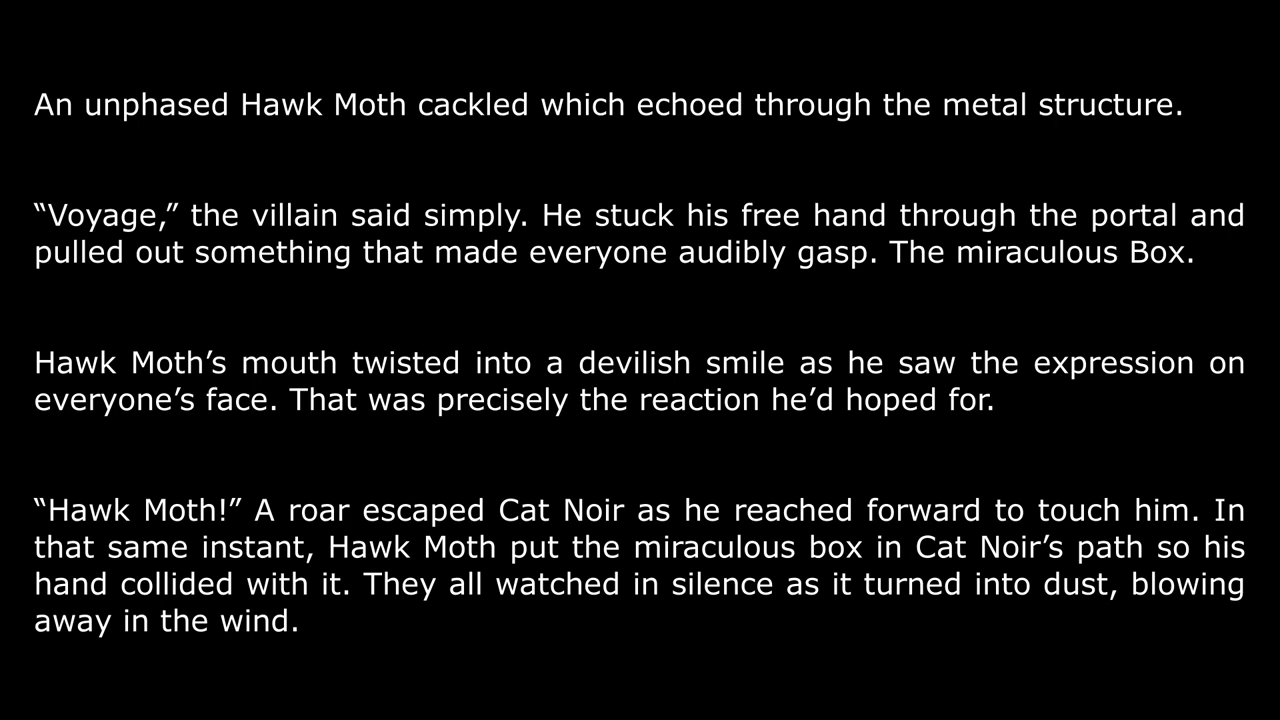 An unphased Hawk Moth cackled which echoed through the metal structure.
“Voyage,” the villain said simply. He stuck his free hand through the portal and
pulled out something that made everyone audibly gasp. The miraculous Box.
Hawk Moth’s mouth twisted into a devilish smile as he saw the expression on
everyone’s face. That was precisely the reaction he’d hoped for.
“Hawk Moth!” A roar escaped Cat Noir as he reached forward to touch him. In
that same instant, Hawk Moth put the miraculous box in Cat Noir’s path so his
hand collided with it. They all watched in silence as it turned into dust, blowing
away in the wind.